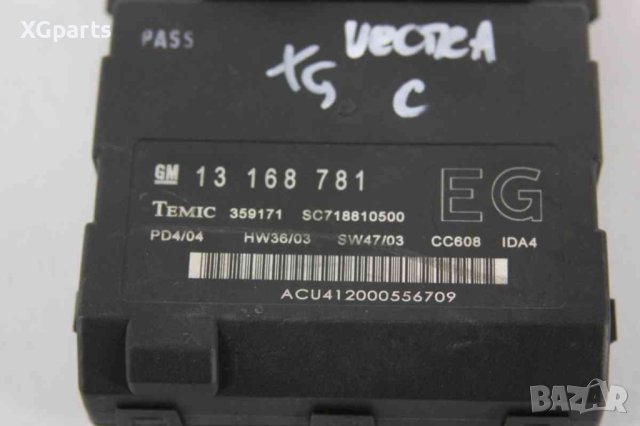 XGparts
PASS
VECTRA
XG
C
GM 13 168 781
EG
TEMIC 359171 SC718810500
PD4/04 HW36/03 SW47/03 CC608 IDA4
ACU412000556709
BAZAR